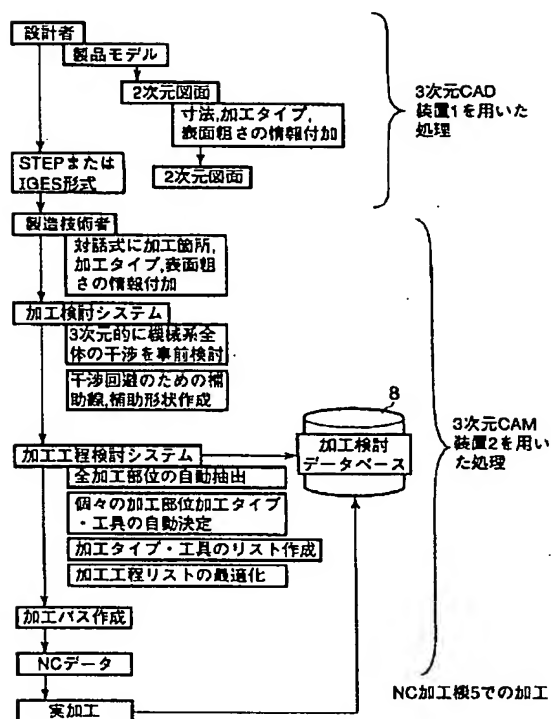 設計者
製品モデル
2次元図面
寸法,加工タイプ,
表面粗さの情報付加
2次元図面
STEPまたは
IGES形式
3次元CAD
装置1を用いた
処理
製造技術者
対話式に加工箇所,
加工タイプ,表面粗
さの情報付加
加工検討システム
3次元的に機械系全
体の干渉を事前検討
干渉回避のための補
助線,補助形状作成
加工工程検討システム
全加工部位の自動抽出
個々の加工部位加工タイプ
・工具の自動決定
加工タイプ・工具のリスト作成
加工工程リストの最適化
8
加工検討
データベース
3次元CAM
装置2を用い
た処理
加工パス作成
NCデータ
実加工
NC加工機5での加工